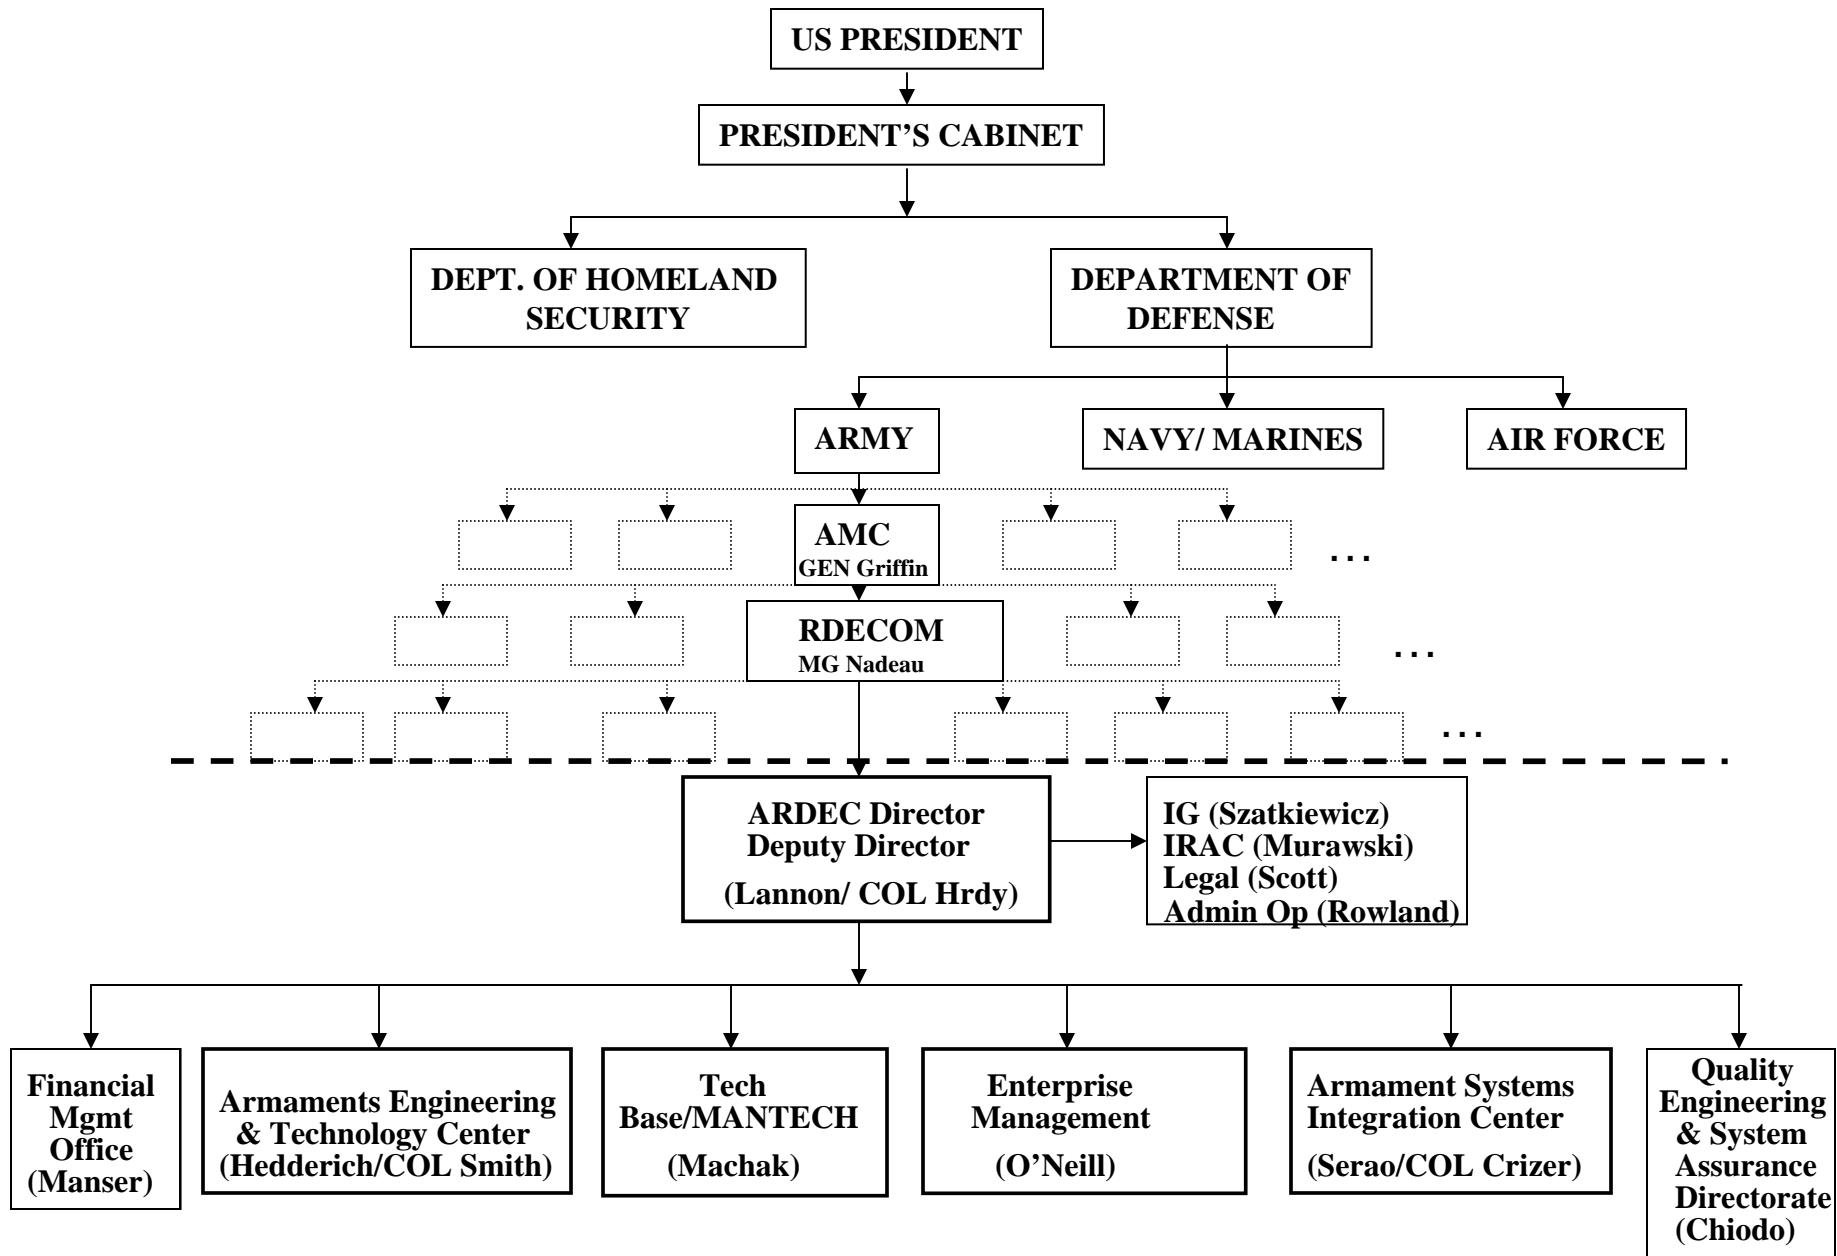 US PRESIDENT
PRESIDENT’S CABINET
DEPT. OF HOMELAND
SECURITY
DEPARTMENT OF
DEFENSE
ARMY
NAVY/ MARINES
AIR FORCE
AMC
GEN Griffin
...
RDECOM
MG Nadeau
...
...
ARDEC Director
Deputy Director
(Lannon/ COL Hrdy)
IG (Szatkiewicz)
IRAC (Murawski)
Legal (Scott)
Admin Op (Rowland)
Financial
Mgmt
Office
(Manser)
Armaments Engineering
& Technology Center
(Hedderich/COL Smith)
Tech
Base/MANTECH
(Machak)
Enterprise
Management
(O’Neill)
Armament Systems
Integration Center
(Serao/COL Crizer)
Quality
Engineering
& System
Assurance
Directorate
(Chiodo)